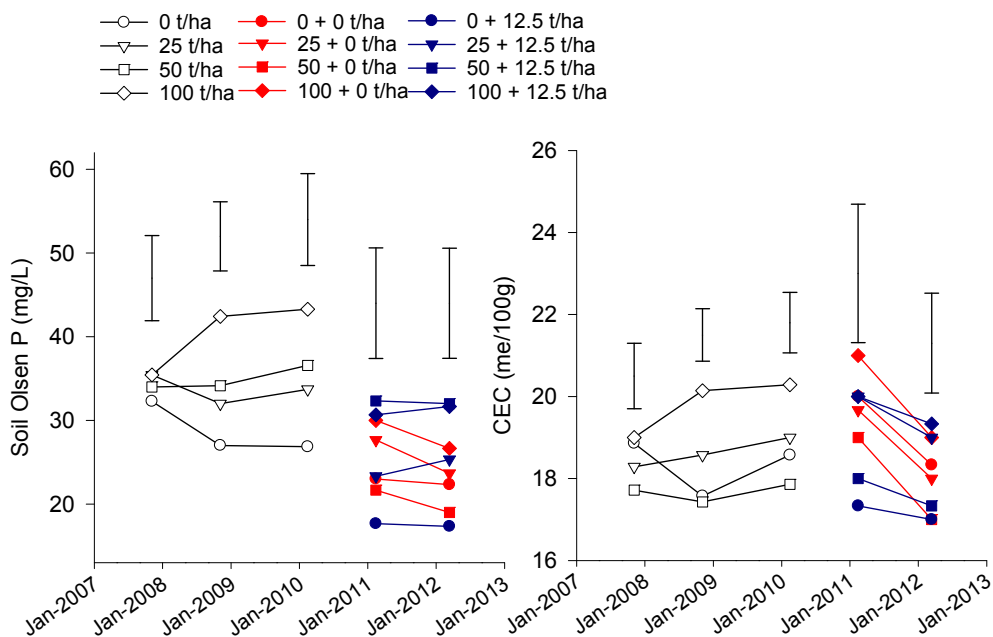 0 t/ha 0 + 0 t/ha 0 + 12.5 t/ha
25 t/ha 25 + 0 t/ha 25 + 12.5 t/ha
50 t/ha 50 + 0 t/ha 50 + 12.5 t/ha
100 t/ha 100 + 0 t/ha 100 + 12.5 t/ha
Soil Olsen P (mg/L)
60
50
40
30
20
Jan-2007 Jan-2008 Jan-2009 Jan-2010 Jan-2011 Jan-2012 Jan-2013
CEC (me/100g)
26
24
22
20
18
16
Jan-2007 Jan-2008 Jan-2009 Jan-2010 Jan-2011 Jan-2012 Jan-2013